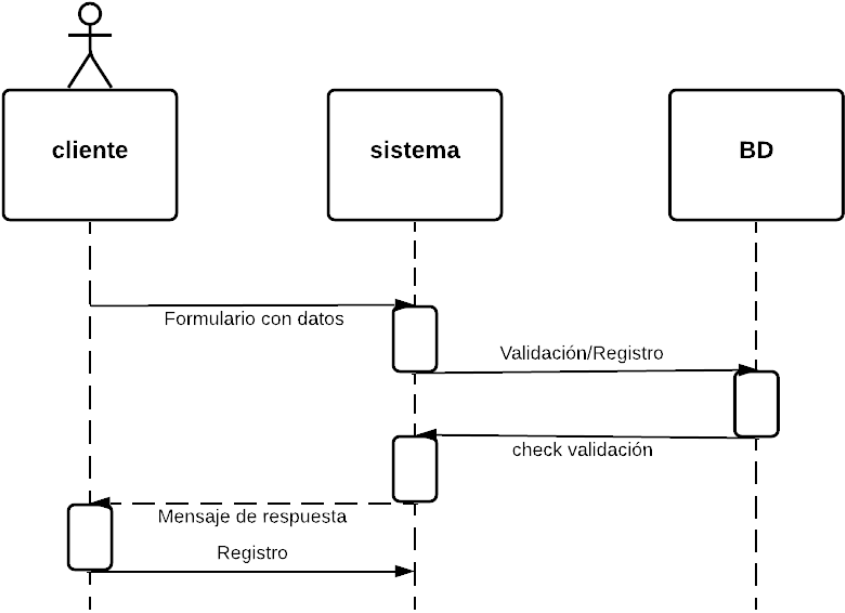 cliente
sistema
BD
Formulario con datos
Validación/Registro
check validación
Mensaje de respuesta
Registro